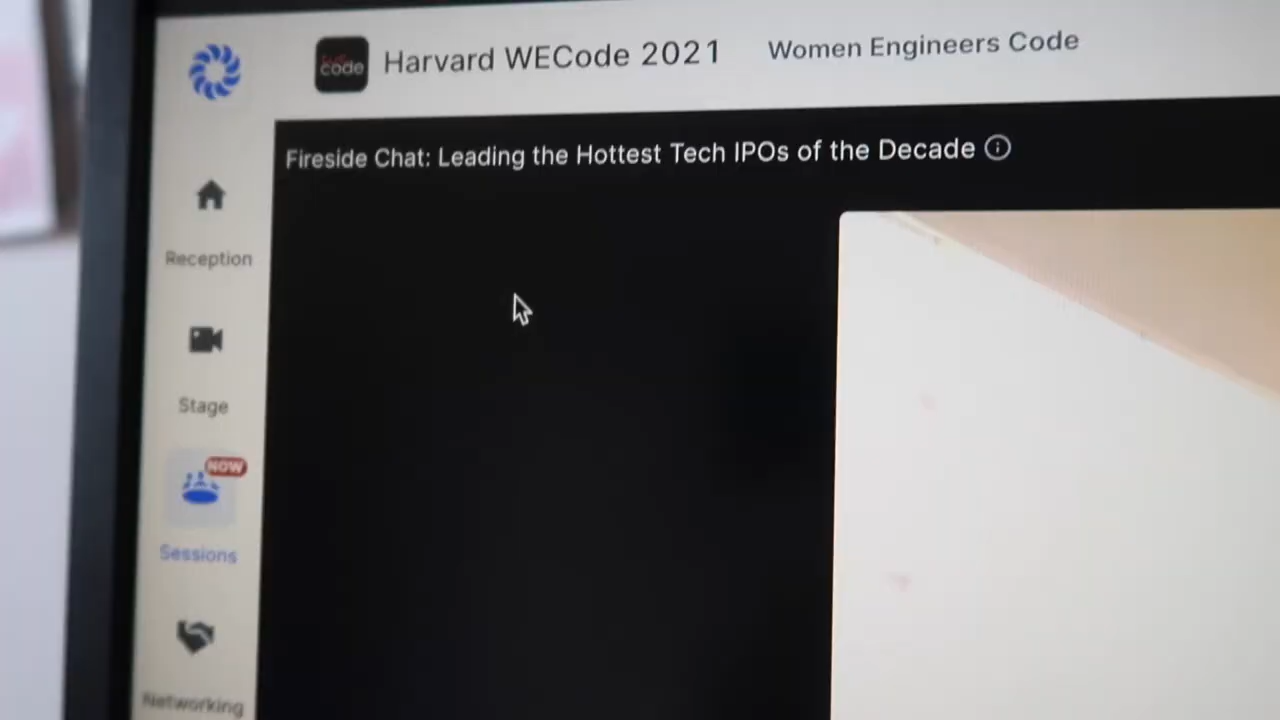 Harvard WECode 2021
Women Engineers Code
code
Fireside Chat: Leading the Hottest Tech IPOs of the Decade
Reception
Stage
NOW
Sessions
Networking